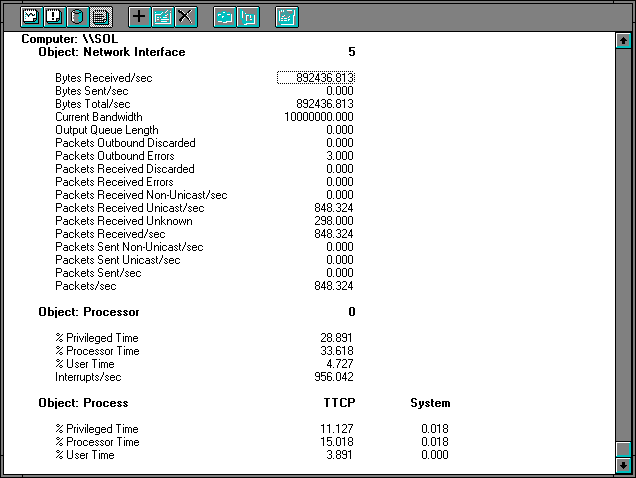 Computer: \\SOL
Object: Network Interface 5
Bytes Received/sec 892436.813
Bytes Sent/sec 0.000
Bytes Total/sec 892436.813
Current Bandwidth 10000000.000
Output Queue Length 0.000
Packets Outbound Discarded 0.000
Packets Outbound Errors 3.000
Packets Received Discarded 0.000
Packets Received Errors 0.000
Packets Received Non-Unicast/sec 0.000
Packets Received Unicast/sec 848.324
Packets Received Unknown 298.000
Packets Received/sec 848.324
Packets Sent Non-Unicast/sec 0.000
Packets Sent Unicast/sec 0.000
Packets Sent/sec 0.000
Packets/sec 848.324
Object: Processor 0
% Privileged Time 28.891
% Processor Time 33.618
% User Time 4.727
Interrupts/sec 956.042
Object: Process TTCP System
% Privileged Time 11.127 0.018
% Processor Time 15.018 0.018
% User Time 3.891 0.000